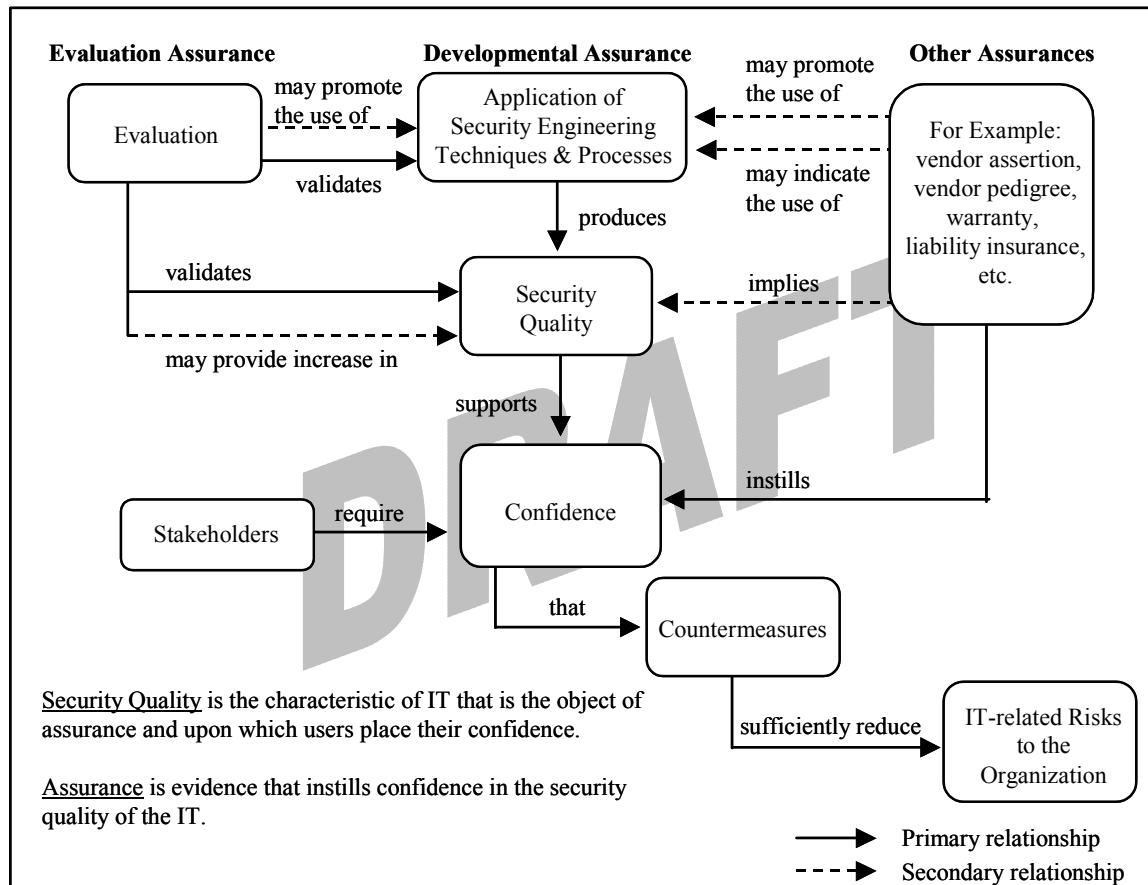 Evaluation Assurance
Developmental Assurance
Other Assurances
may promote
the use of
may promote
the use of
Evaluation
Application of
Security Engineering
Techniques & Processes
For Example:
vendor assertion,
vendor pedigree,
warranty,
liability insurance,
etc.
validates
may indicate
the use of
produces
validates
Security
Quality
implies
may provide increase in
supports
DRAFT
instills
Stakeholders
require
Confidence
that
Countermeasures
Security Quality is the characteristic of IT that is the object of
assurance and upon which users place their confidence.
sufficiently reduce
IT-related Risks
to the
Organization
Assurance is evidence that instills confidence in the security
quality of the IT.
Primary relationship
Secondary relationship